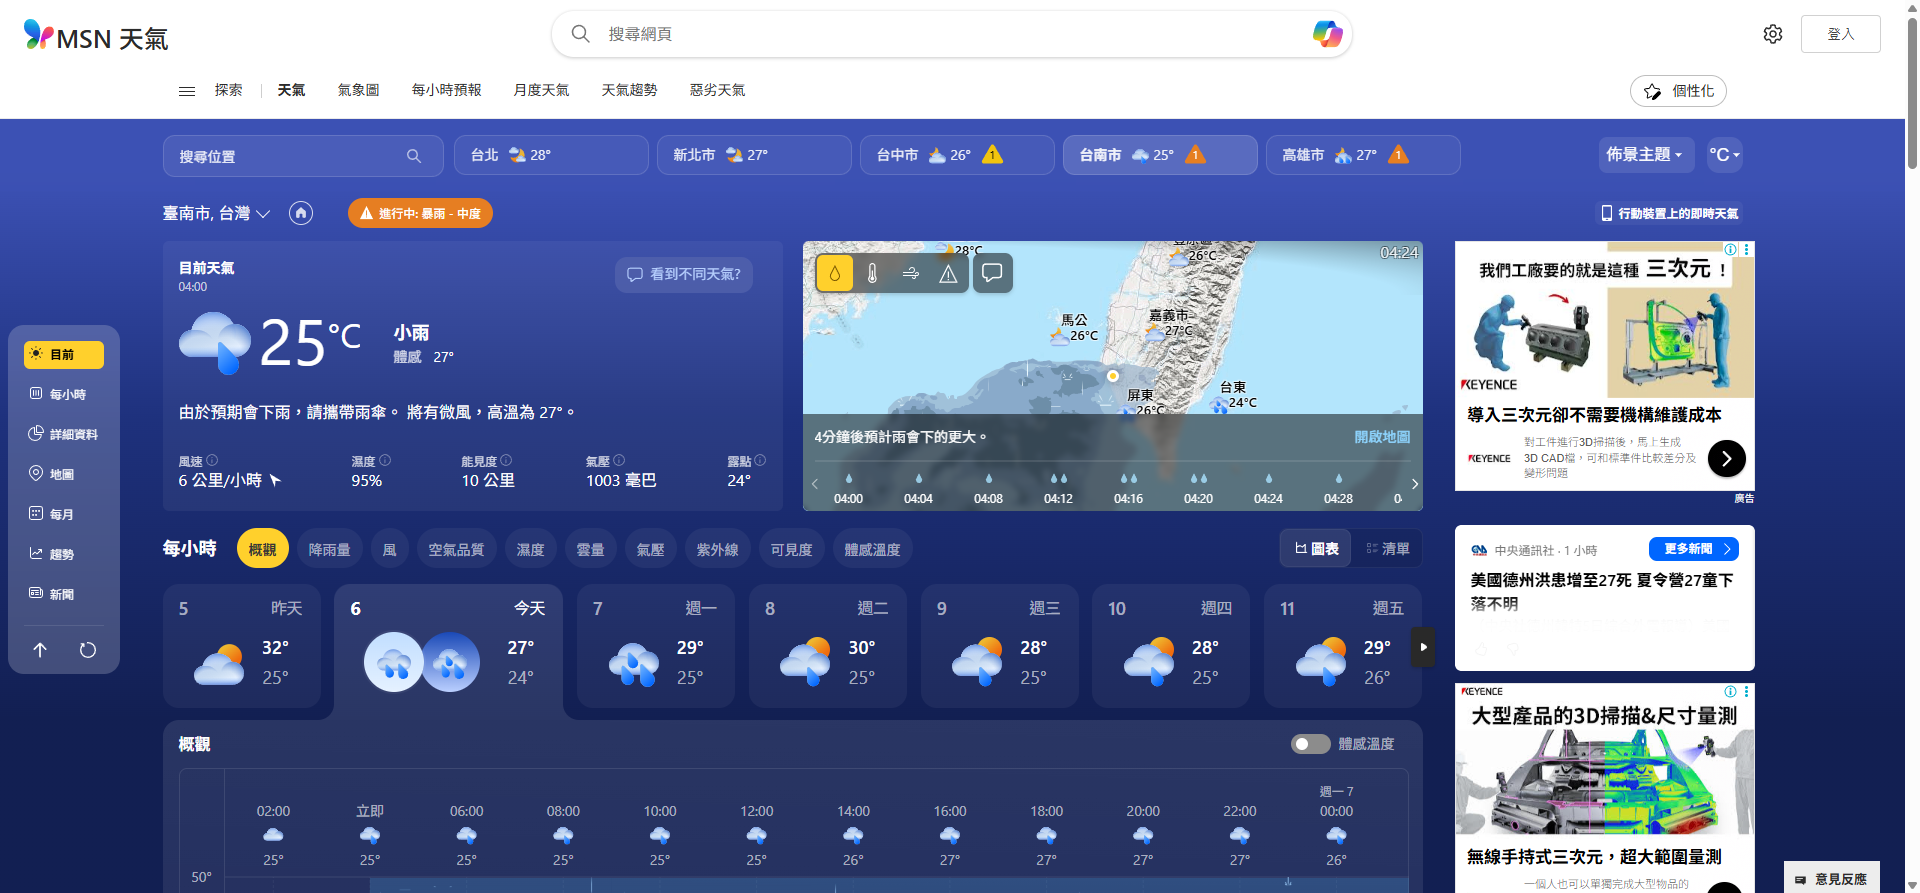 MSN 天氣
搜尋網頁
登入
探索
天氣
氣象圖
每小時預報
月度天氣
天氣趨勢
惡劣天氣
個性化
搜尋位置
台北 28°
新北市 27°
台中市 26° 1
台南市 25° 1
高雄市 27° 1
佈景主題
°C
臺南市, 台灣
進行中: 暴雨 - 中度
行動裝置上的即時天氣
目前天氣
04:00
看到不同天氣?
25°C
小雨
體感 27°
由於預期會下雨，請攜帶雨傘。 將有微風，高溫為 27°。
風速
6 公里/小時
濕度
95%
能見度
10 公里
氣壓
1003 毫巴
露點
24°
28°C
26°C
04:24
馬公
26°C
嘉義市
27°C
屏東
26°C
台東
24°C
4分鐘後預計雨會下的更大。
開啟地圖
04:00 04:04 04:08 04:12 04:16 04:20 04:24 04:28
目前
每小時
詳細資料
地圖
每月
趨勢
新聞
每小時
概觀
降雨量
風
空氣品質
濕度
雲量
氣壓
紫外線
可見度
體感溫度
圖表
清單
5 昨天
32°
25°
6 今天
27°
24°
7 週一
29°
25°
8 週二
30°
25°
9 週三
28°
25°
10 週四
28°
25°
11 週五
29°
26°
概觀
體感溫度
週一 7
02:00 立即 06:00 08:00 10:00 12:00 14:00 16:00 18:00 20:00 22:00 00:00
25° 25° 25° 25° 25° 25° 26° 27° 27° 27° 27° 26°
50°
我們工廠要的就是這種 三次元 !
KEYENCE
導入三次元卻不需要機構維護成本
KEYENCE
對工件進行3D掃描後，馬上生成
3D CAD檔，可和標準件比較差分及
變形問題
廣告
中央通訊社 · 1 小時
更多新聞
美國德州洪患增至27死 夏令營27童下
落不明
KEYENCE
大型產品的3D掃描&尺寸量測
無線手持式三次元，超大範圍量測
一個人也可以單獨完成大型物品的
意見反應